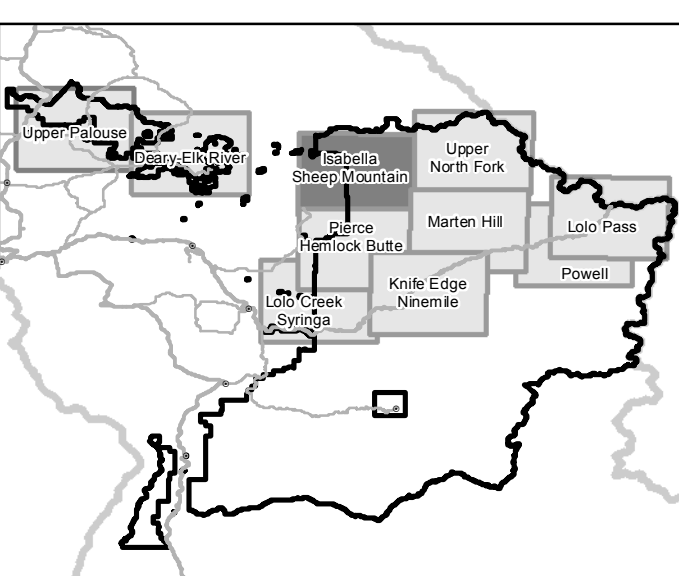 Upper Palouse
Deary-Elk River
Isabella
Sheep Mountain
Upper
North Fork
Pierce
Hemlock Butte
Marten Hill
Lolo Pass
Powell
Knife Edge
Ninemile
Lolo Creek
Syringa